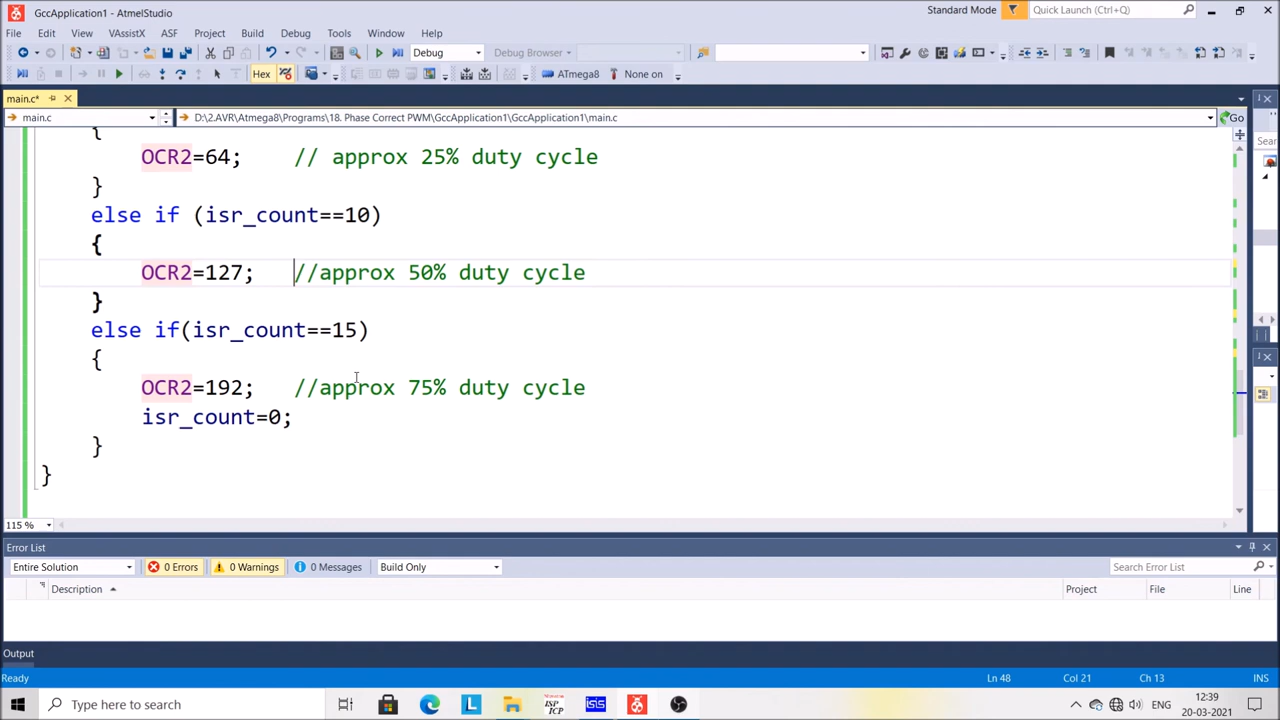 GccApplication1 - AtmelStudio
Standard Mode
Quick Launch (Ctrl+Q)
File Edit View VAssistX ASF Project Build Debug Tools Window Help
Debug
Debug Browser
Hex
ATmega8
None on
main.c*
main.c
D:\2.AVR\Atmega8\Programs\18. Phase Correct PWM\GccApplication1\GccApplication1\main.c
Go
{
OCR2=64; // approx 25% duty cycle
}
else if (isr_count==10)
{
OCR2=127; //approx 50% duty cycle
}
else if(isr_count==15)
{
OCR2=192; //approx 75% duty cycle
isr_count=0;
}
}
Sear
115 %
Error List
Entire Solution
0 Errors
0 Warnings
0 Messages
Build Only
Search Error List
Description
Project
File
Line
Output
Ready
Ln 48
Col 21
Ch 13
INS
Type here to search
L
ISP
ICP
isis
ENG
12:39
20-03-2021